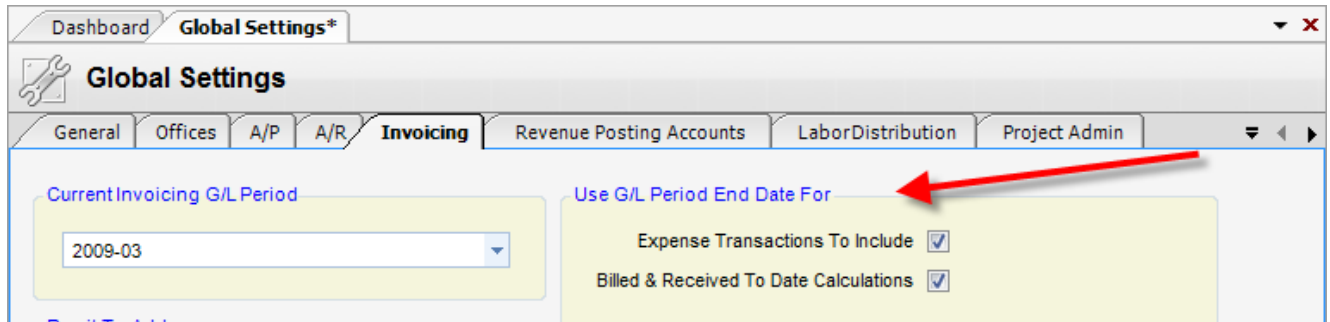 Dashboard Global Settings*
Global Settings
General Offices A/P A/R Invoicing Revenue Posting Accounts LaborDistribution Project Admin
Current Invoicing G/L Period Use G/L Period End Date For
2009-03 Expense Transactions To Include
Billed & Received To Date Calculations